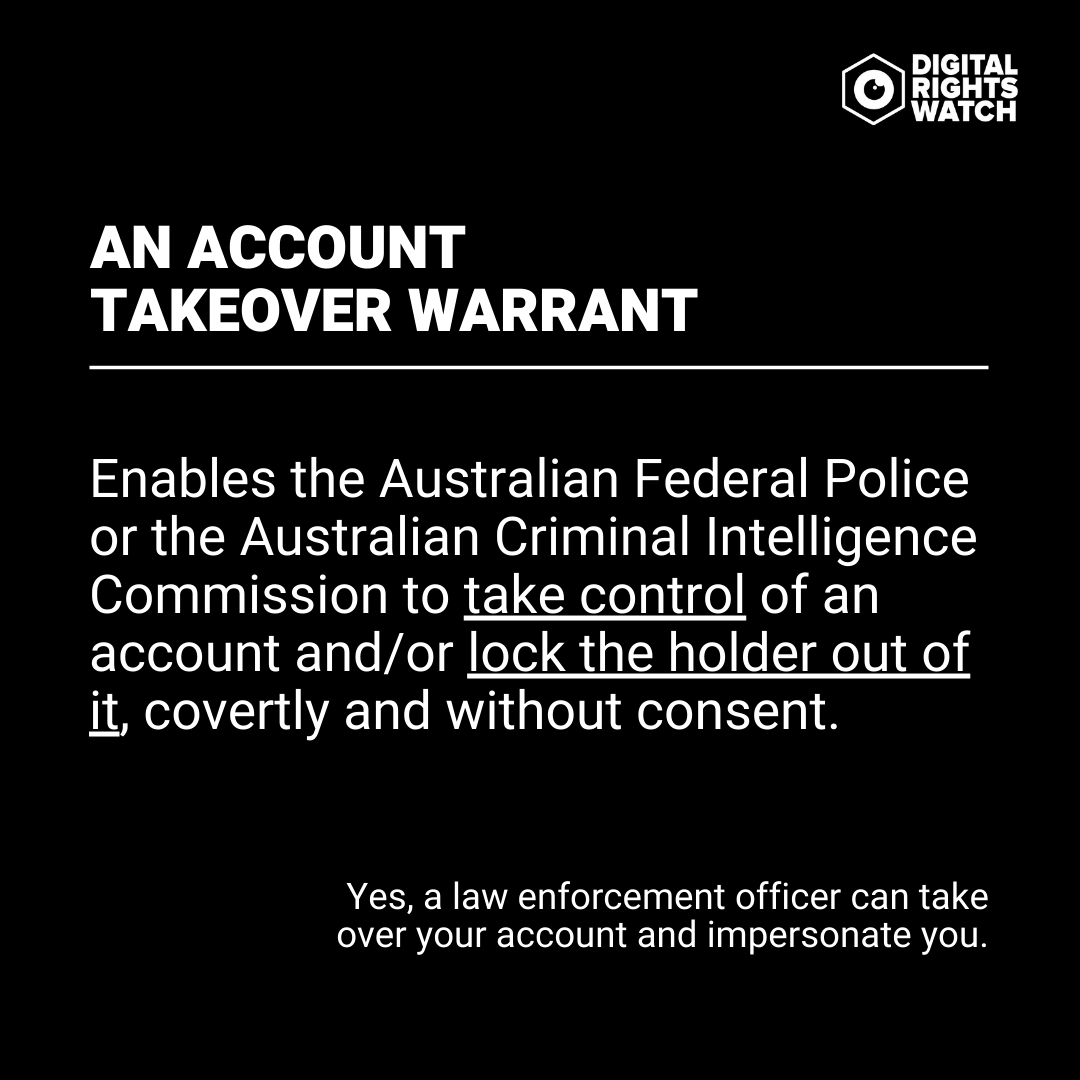 DIGITAL
RIGHTS
WATCH
AN ACCOUNT
TAKEOVER WARRANT
Enables the Australian Federal Police
or the Australian Criminal Intelligence
Commission to take control of an
account and/or lock the holder out of
it, covertly and without consent.
Yes, a law enforcement officer can take
over your account and impersonate you.